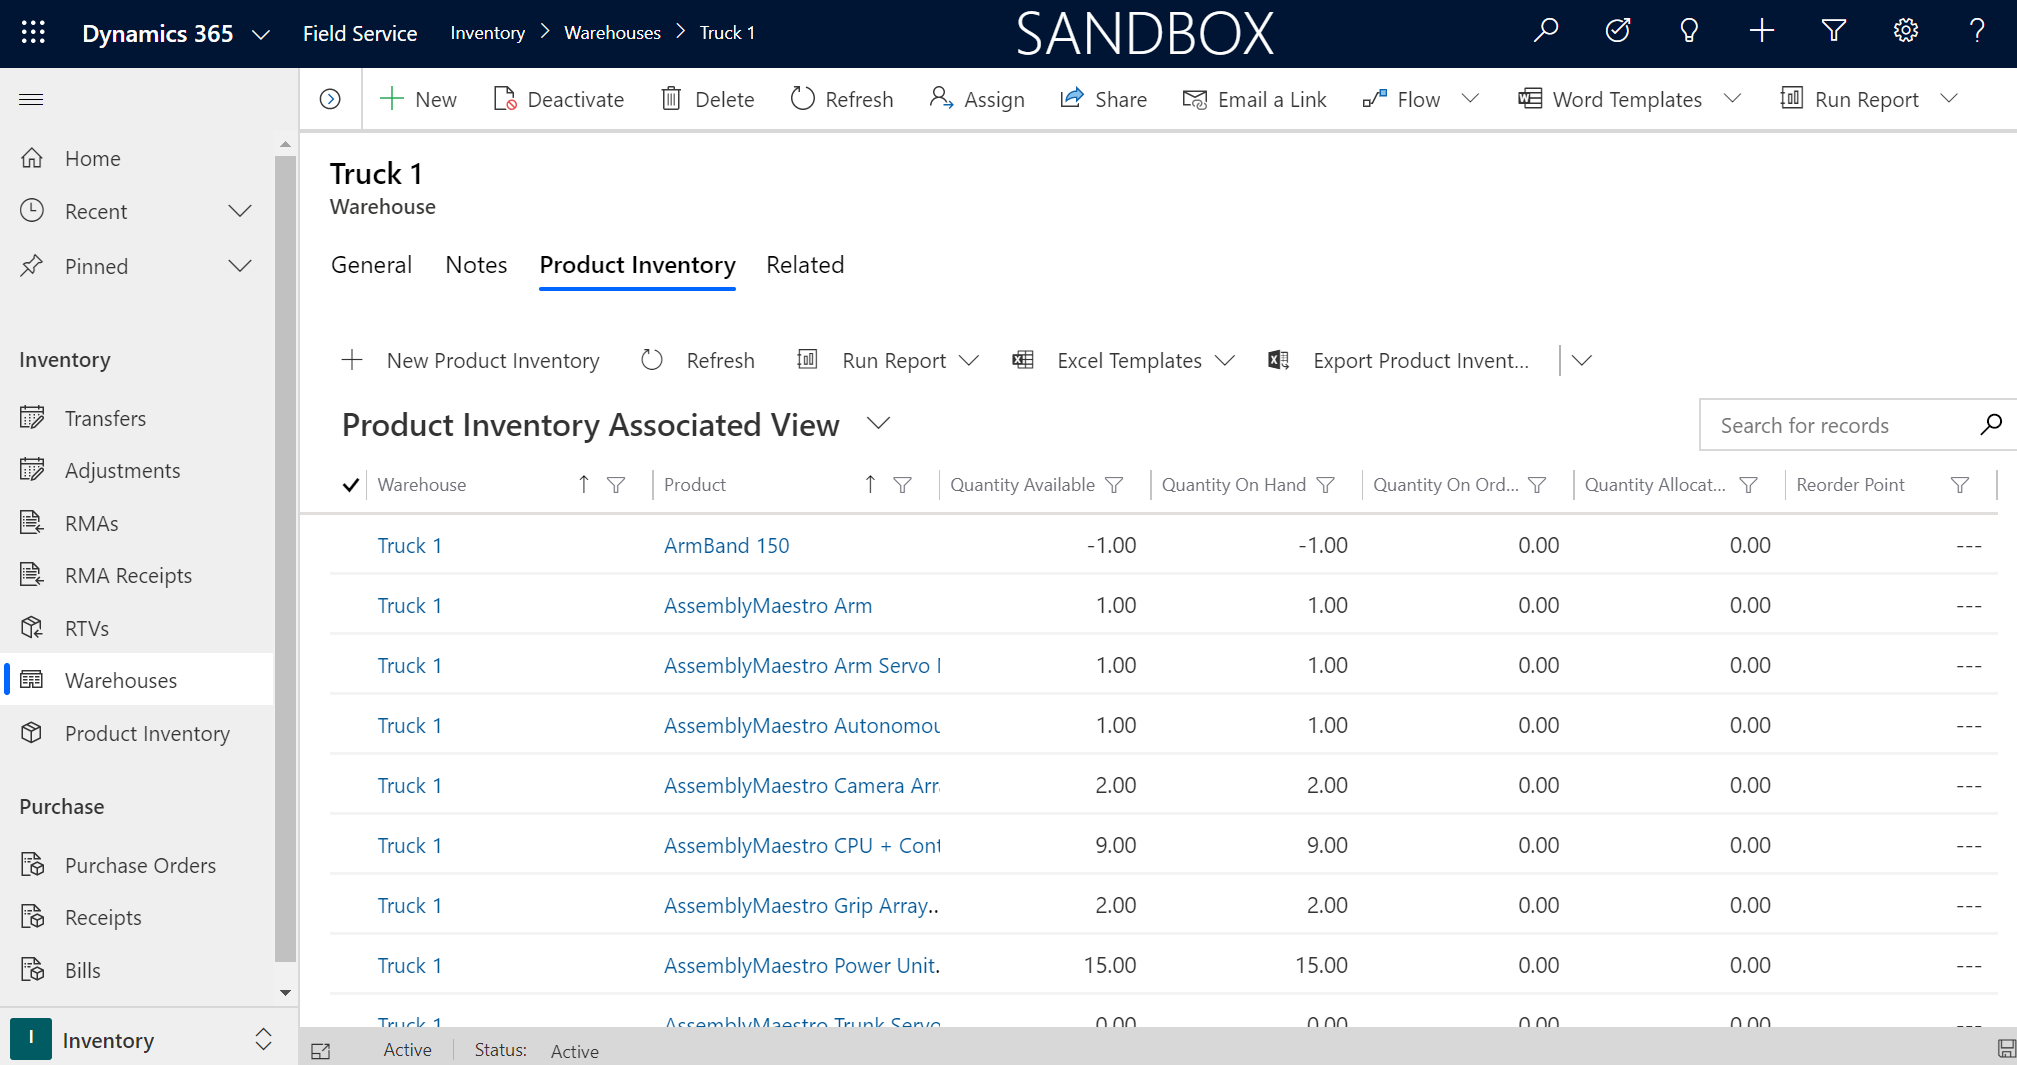 Dynamics 365 Field Service Inventory > Warehouses > Truck 1 SANDBOX ?
New Deactivate Delete Refresh Assign Share Email a Link Flow Word Templates Run Report
Home
Recent
Pinned
Inventory
Transfers
Adjustments
RMAs
RMA Receipts
RTVs
Warehouses
Product Inventory
Purchase
Purchase Orders
Receipts
Bills
I Inventory
Truck 1
Warehouse
General Notes Product Inventory Related
New Product Inventory Refresh Run Report Excel Templates Export Product Invent...
Product Inventory Associated View
Search for records
Warehouse Product Quantity Available Quantity On Hand Quantity On Ord... Quantity Allocat... Reorder Point
Truck 1 ArmBand 150 -1.00 -1.00 0.00 0.00 ---
Truck 1 AssemblyMaestro Arm 1.00 1.00 0.00 0.00 ---
Truck 1 AssemblyMaestro Arm Servo 1.00 1.00 0.00 0.00 ---
Truck 1 AssemblyMaestro Autonomou 1.00 1.00 0.00 0.00 ---
Truck 1 AssemblyMaestro Camera Arr 2.00 2.00 0.00 0.00 ---
Truck 1 AssemblyMaestro CPU + Cont 9.00 9.00 0.00 0.00 ---
Truck 1 AssemblyMaestro Grip Array.. 2.00 2.00 0.00 0.00 ---
Truck 1 AssemblyMaestro Power Unit. 15.00 15.00 0.00 0.00 ---
Truck 1 AssemblyMaestro Trunk Servo 0.00 0.00 0.00 0.00 ---
Active Status: Active